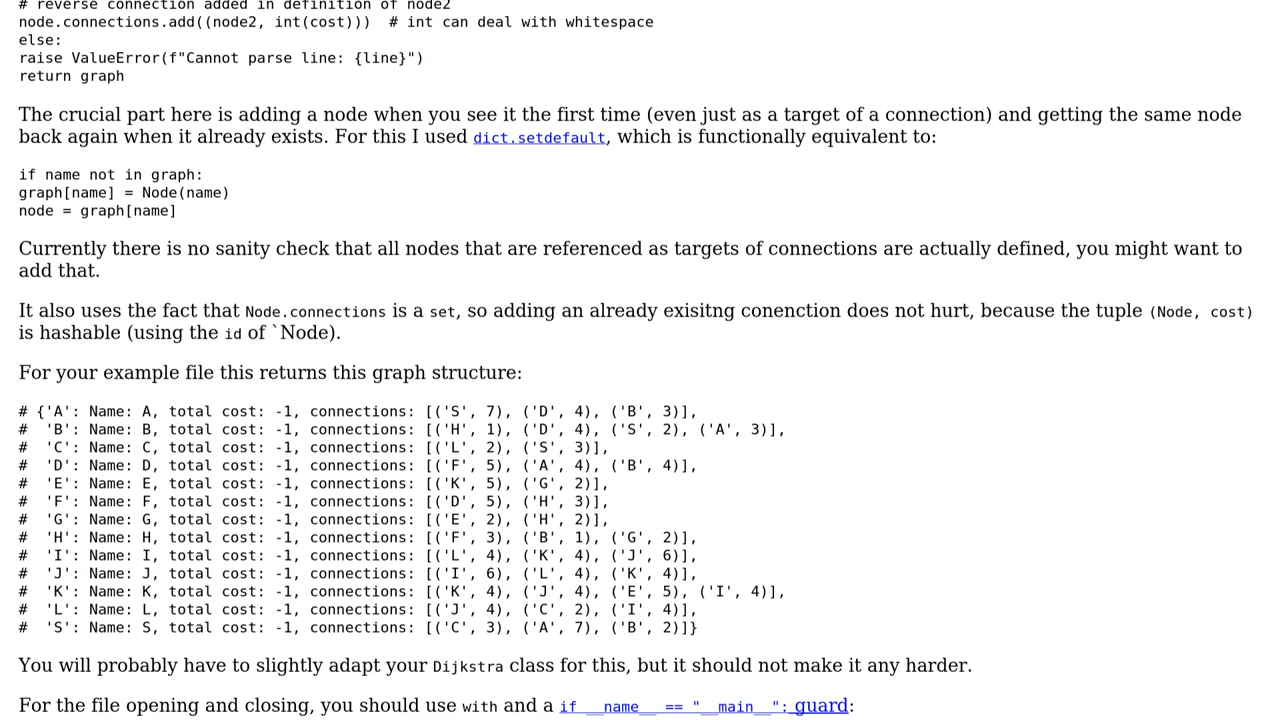 # reverse connection added in definition of node2
node.connections.add((node2, int(cost)))  # int can deal with whitespace
else:
raise ValueError(f"Cannot parse line: {line}")
return graph
The crucial part here is adding a node when you see it the first time (even just as a target of a connection) and getting the same node
back again when it already exists. For this I used dict.setdefault, which is functionally equivalent to:
if name not in graph:
graph[name] = Node(name)
node = graph[name]
Currently there is no sanity check that all nodes that are referenced as targets of connections are actually defined, you might want to
add that.
It also uses the fact that Node.connections is a set, so adding an already exisitng conenction does not hurt, because the tuple (Node, cost)
is hashable (using the id of `Node).
For your example file this returns this graph structure:
# {'A': Name: A, total cost: -1, connections: [('S', 7), ('D', 4), ('B', 3)],
#  'B': Name: B, total cost: -1, connections: [('H', 1), ('D', 4), ('S', 2), ('A', 3)],
#  'C': Name: C, total cost: -1, connections: [('L', 2), ('S', 3)],
#  'D': Name: D, total cost: -1, connections: [('F', 5), ('A', 4), ('B', 4)],
#  'E': Name: E, total cost: -1, connections: [('K', 5), ('G', 2)],
#  'F': Name: F, total cost: -1, connections: [('D', 5), ('H', 3)],
#  'G': Name: G, total cost: -1, connections: [('E', 2), ('H', 2)],
#  'H': Name: H, total cost: -1, connections: [('F', 3), ('B', 1), ('G', 2)],
#  'I': Name: I, total cost: -1, connections: [('L', 4), ('K', 4), ('J', 6)],
#  'J': Name: J, total cost: -1, connections: [('I', 6), ('L', 4), ('K', 4)],
#  'K': Name: K, total cost: -1, connections: [('K', 4), ('J', 4), ('E', 5), ('I', 4)],
#  'L': Name: L, total cost: -1, connections: [('J', 4), ('C', 2), ('I', 4)],
#  'S': Name: S, total cost: -1, connections: [('C', 3), ('A', 7), ('B', 2)]}
You will probably have to slightly adapt your Dijkstra class for this, but it should not make it any harder.
For the file opening and closing, you should use with and a if __name__ == "__main__": guard: